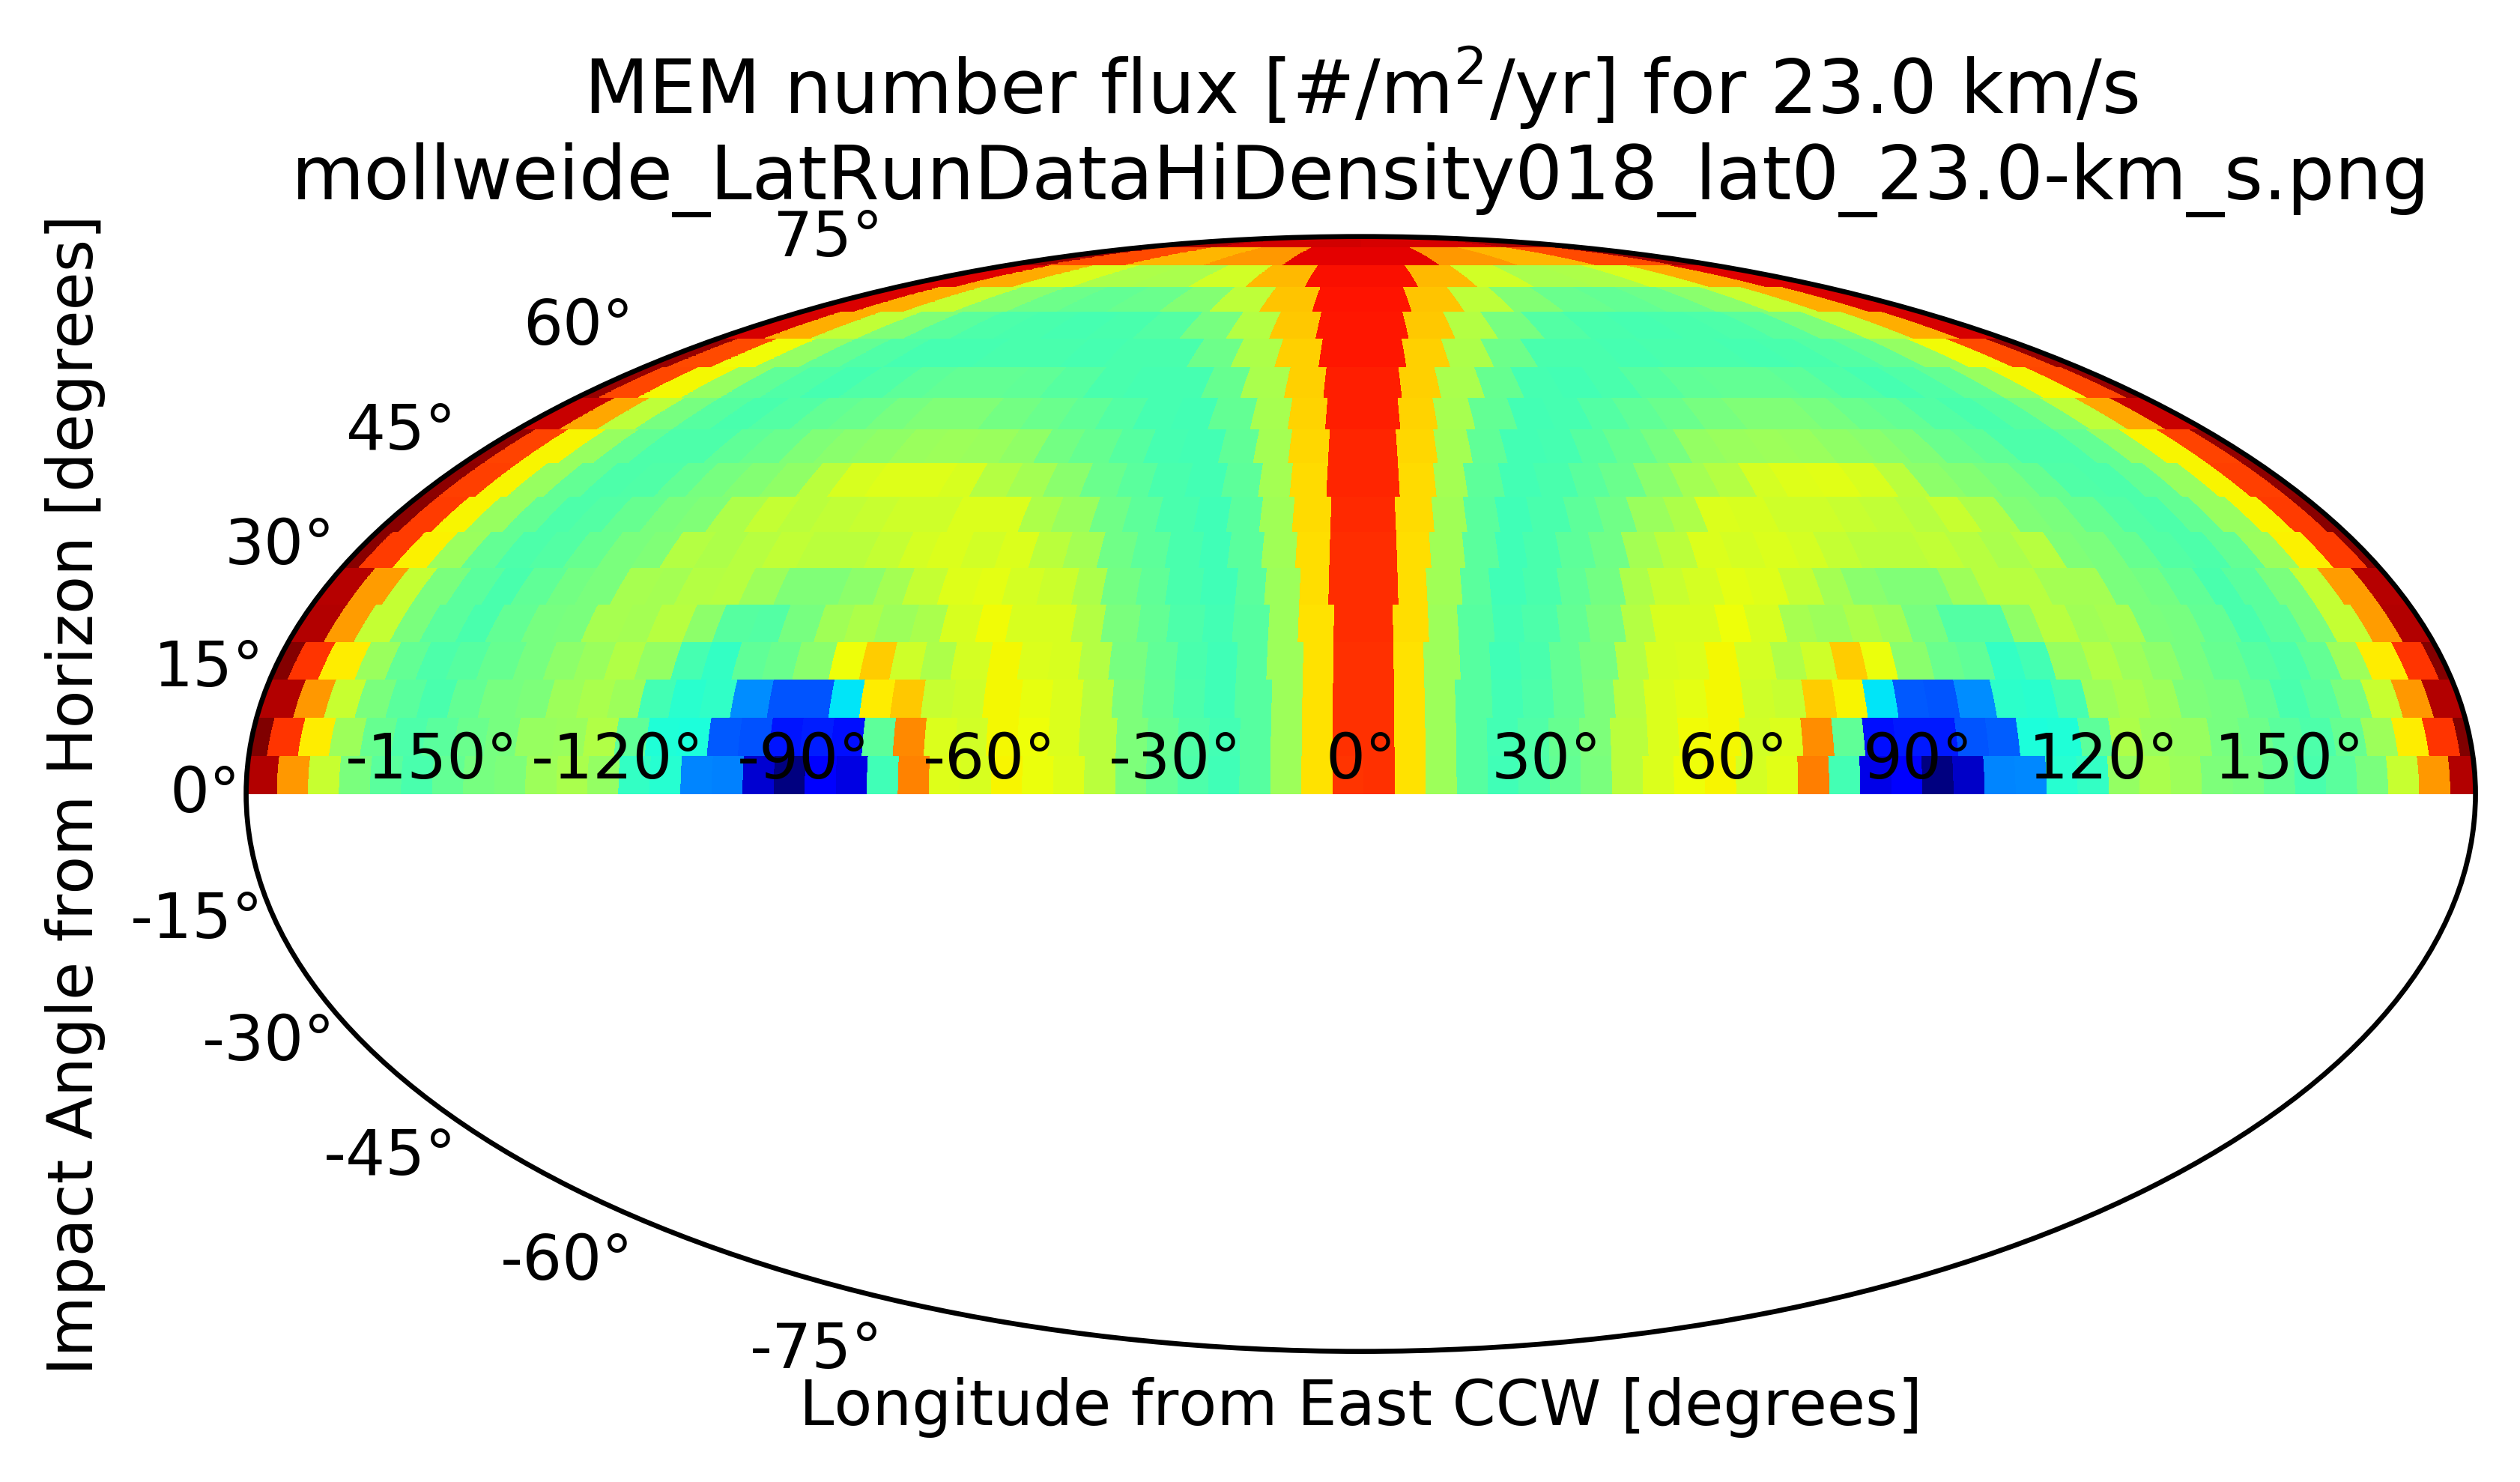 MEM number flux [#/m²/yr] for 23.0 km/s
mollweide_LatRunDataHiDensity018_lat0_23.0-km_s.png
Impact Angle from Horizon [degrees]
75°
60°
45°
30°
15°
0°
-15°
-30°
-45°
-60°
-75°
-150° -120° -90° -60° -30° 0° 30° 60° 90° 120° 150°
Longitude from East CCW [degrees]